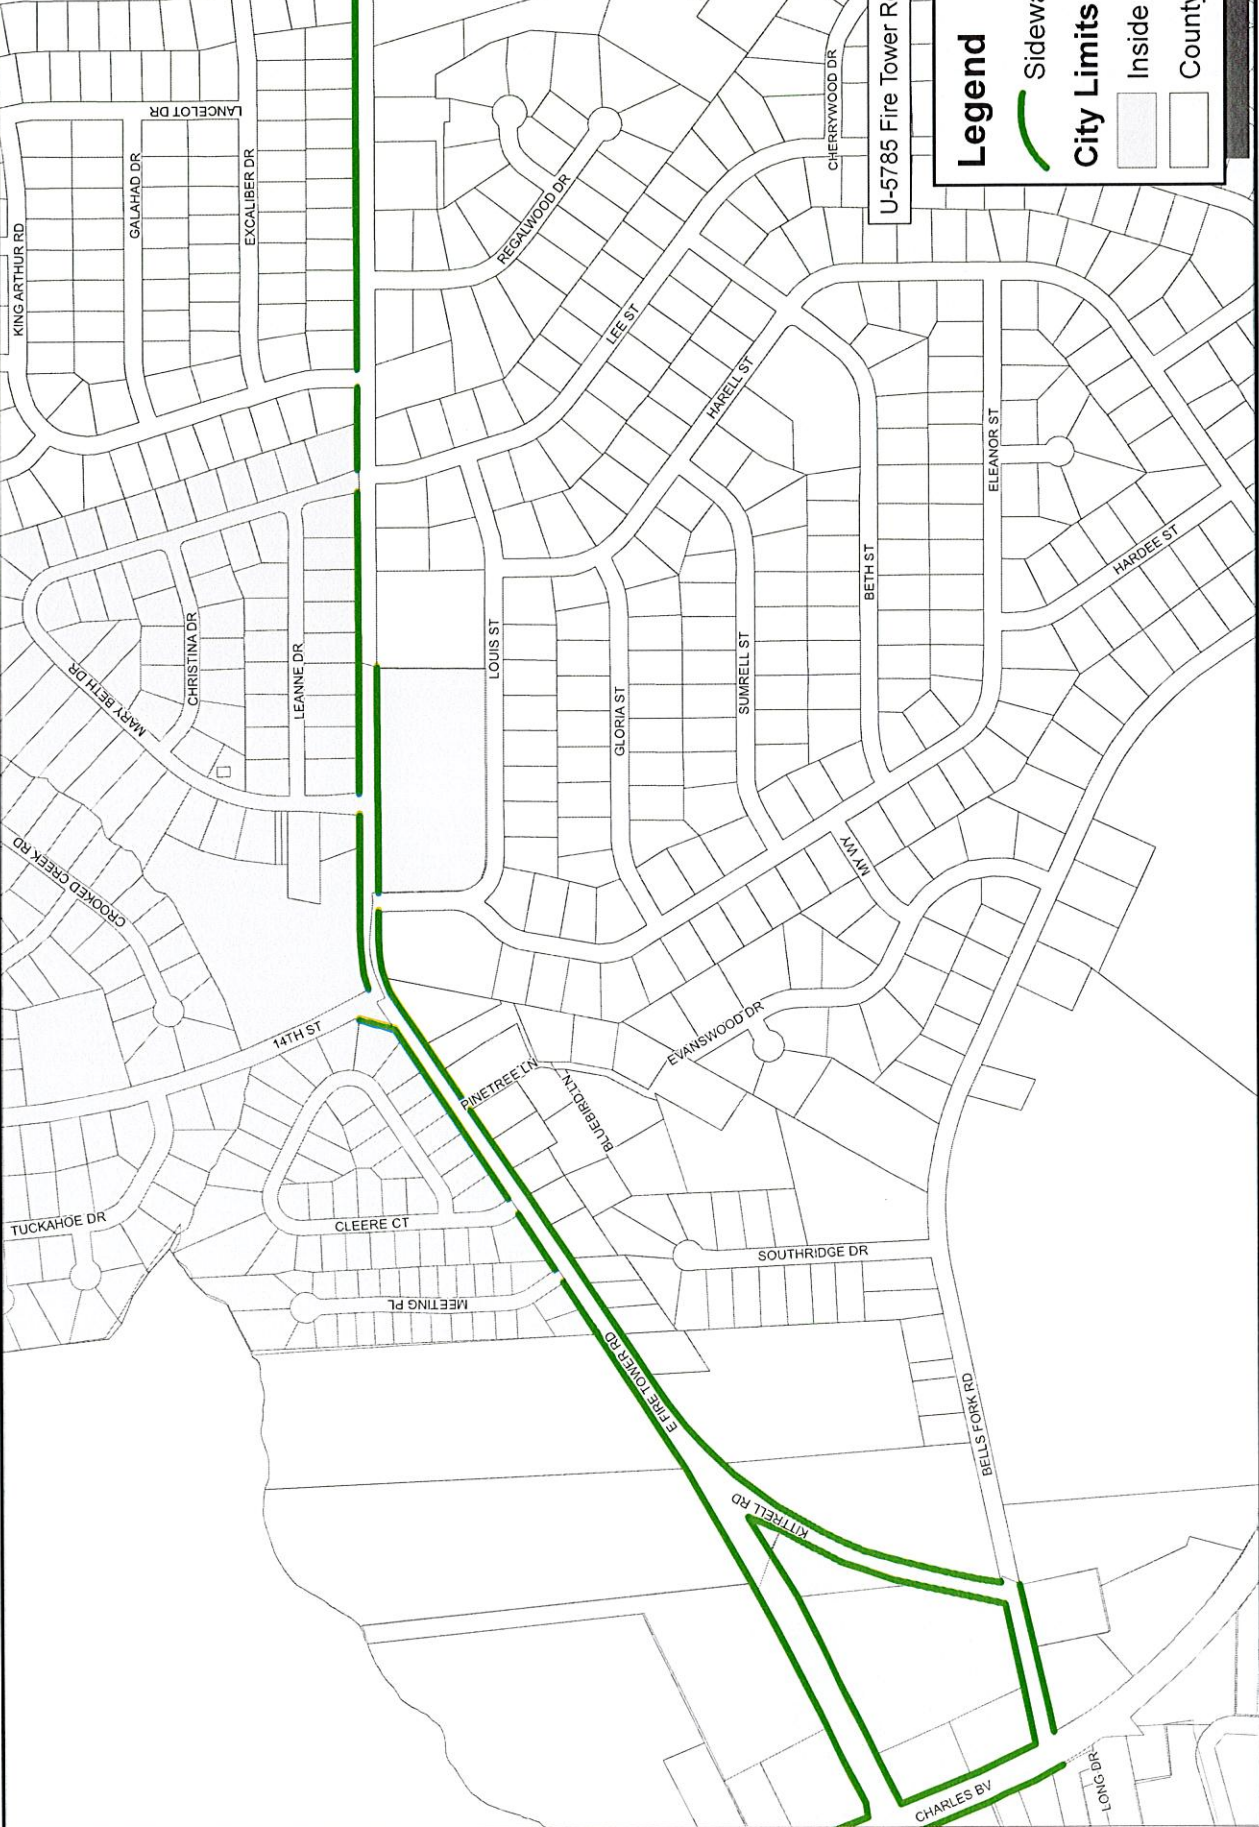 LANCELOT DR
KING ARTHUR RD
GALAHAD DR
EXCALIBER DR
REGALWOOD DR
CHERRYWOOD DR
U-5785 Fire Tower R
Legend
Sidewa
City Limits
Inside
County
LEE ST
HARELL ST
ELEANOR ST
HARDEE ST
BETH ST
MARY BETH DR
CHRISTINA DR
LEANNE DR
LOUIS ST
GLORIA ST
SUMRELL ST
CROOKED CREEK RD
MY WY
14TH ST
EVANSWOOD DR
PINETREE LN
BLUEBIRD LN
TUCKAHOE DR
CLEERE CT
MEETING PL
SOUTHRIDGE DR
E FIRE TOWER RD
BELLS FORK RD
KITTRELL RD
CHARLES BV
LONG DR